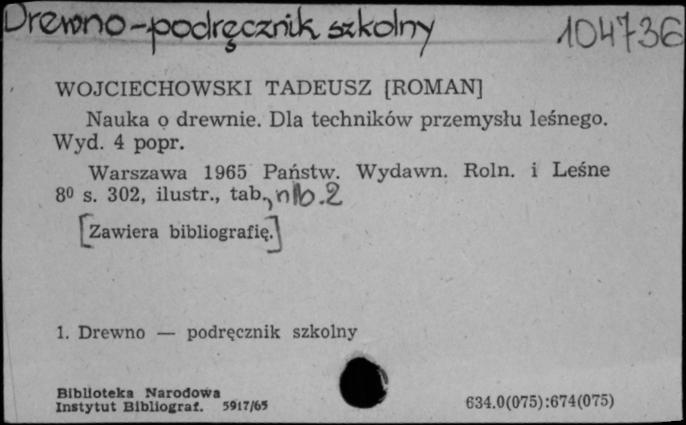 Drewno-podręcznik szkolny 104736
WOJCIECHOWSKI TADEUSZ [ROMAN]
Nauka o drewnie. Dla techników przemysłu leśnego.
Wyd. 4 popr.
Warszawa 1965 Państw. Wydawn. Roln. i Leśne
8⁰ s. 302, ilustr., tab., nlb.2
[Zawiera bibliografię.]
1. Drewno — podręcznik szkolny
Biblioteka Narodowa
Instytut Bibliograf. 5917/65 634.0(075):674(075)